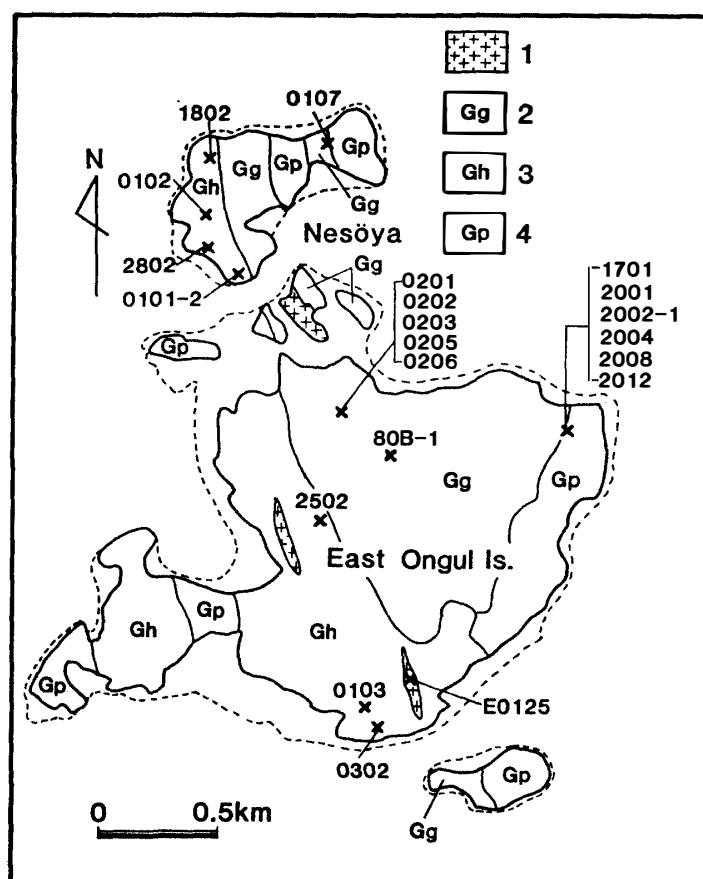 1
0107
1802
Gg
2
N
Gp
Gp
Gg
0102
Gh
Gh
3
Gg
Nesöya
Gp
4
2802
0101-2
Gg
0201
0202
0203
0205
0206
1701
2001
2002-1
2004
2008
2012
Gp
80B-1
Gg
Gp
2502
East Ongul Is.
Gp
Gh
Gh
Gp
0103
E0125
0302
Gp
Gg
0 0.5km